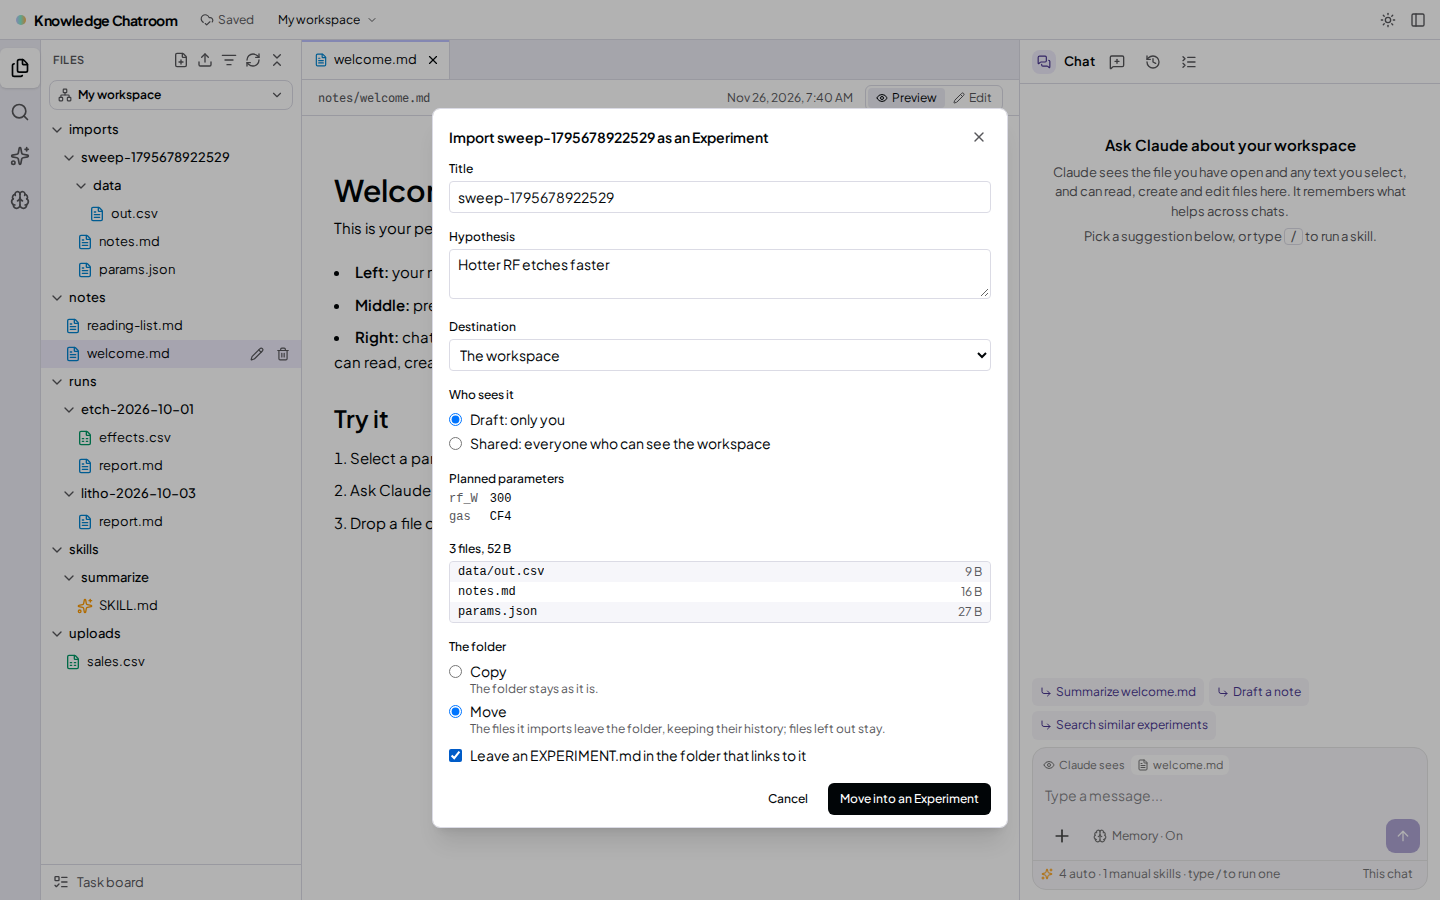 Knowledge Chatroom
Saved
My workspace
FILES
welcome.md
Chat
My workspace
notes/welcome.md
Nov 26, 2026, 7:40 AM
Preview
Edit
imports
sweep-1795678922529
data
out.csv
notes.md
params.json
notes
reading-list.md
welcome.md
runs
etch-2026-10-01
effects.csv
report.md
litho-2026-10-03
report.md
skills
summarize
SKILL.md
uploads
sales.csv
Task board
This is your
Left: your
Middle:
Right:
can read,
Try it
1. Select a
2. Ask Claude
3. Drop a file
Import sweep-1795678922529 as an Experiment
Title
sweep-1795678922529
Hypothesis
Hotter RF etches faster
Destination
The workspace
Who sees it
Draft: only you
Shared: everyone who can see the workspace
Planned parameters
rf_W 300
gas CF4
3 files, 52 B
data/out.csv 9 B
notes.md 16 B
params.json 27 B
The folder
Copy
The folder stays as it is.
Move
The files it imports leave the folder, keeping their history; files left out stay.
Leave an EXPERIMENT.md in the folder that links to it
Cancel
Move into an Experiment
Ask Claude about your workspace
Claude sees the file you have open and any text you select,
and can read, create and edit files here. It remembers what
helps across chats.
Pick a suggestion below, or type / to run a skill.
Summarize welcome.md
Draft a note
Search similar experiments
Claude sees
welcome.md
Type a message...
Memory · On
4 auto · 1 manual skills · type / to run one
This chat